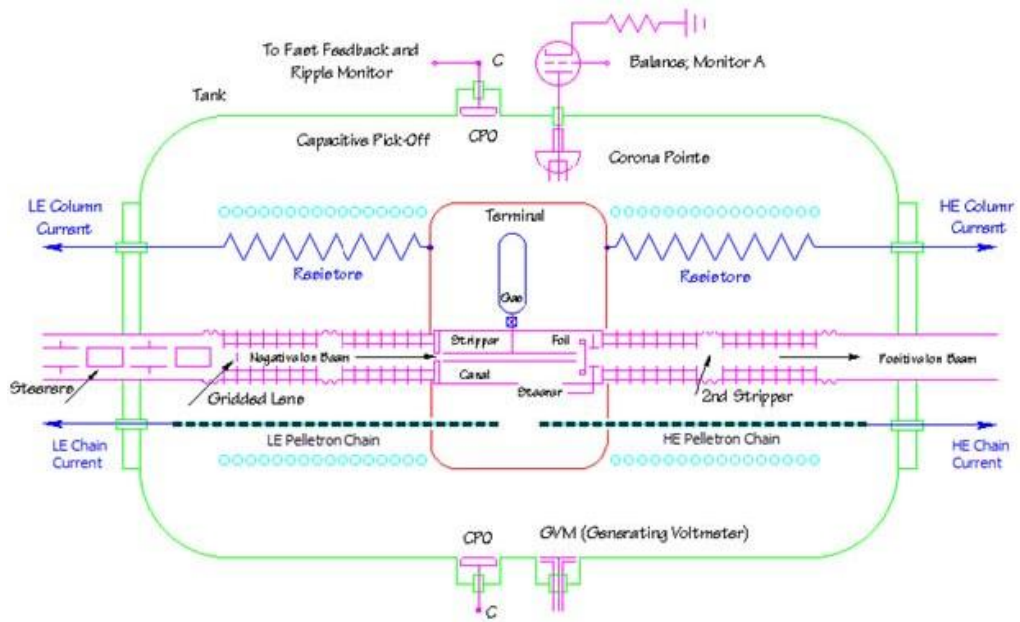 To Fast Feedback and
Ripple Monitor
C
Balance, Monitor A
Tank
CPO
Capacitive Pick-Off
Corona Points
LE Column
Current
Terminal
HE Column
Current
Resistors
Gas
Resistors
Stripper
Foil
Negative Ion Beam
Positive Ion Beam
Canal
Steerers
Gridded Lens
Steerer
2nd Stripper
LE Chain
Current
LE Pelletron Chain
HE Pelletron Chain
HE Chain
Current
CPO
GVM (Generating Voltmeter)
C